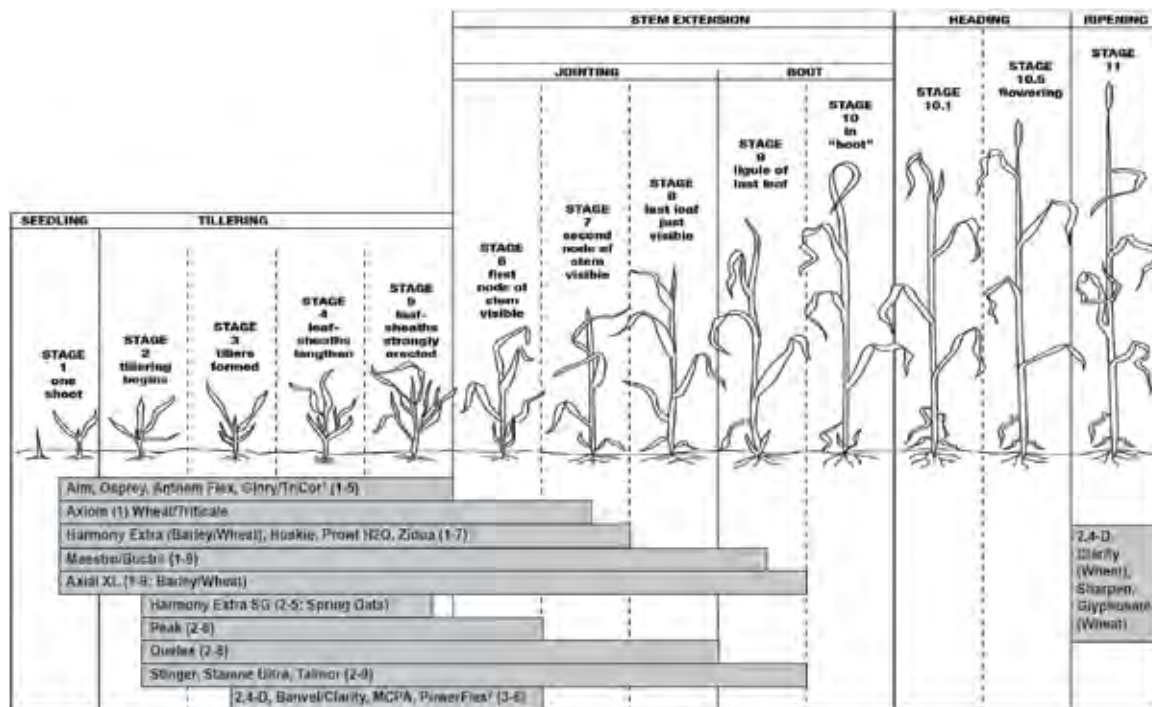 STEM EXTENSION
HEADING
RIPENING
JOINTING
BOOT
SEEDLING
TILLERING
STAGE
1
one
shoot
STAGE
2
tillering
begins
STAGE
3
tillers
formed
STAGE
4
leaf-
sheaths
lengthen
STAGE
5
leaf-
sheaths
strongly
erected
STAGE
6
first
node of
stem
visible
STAGE
7
second
node of
stem
visible
STAGE
8
last leaf
just
visible
STAGE
9
ligule of
last leaf
STAGE
10
in
"boot"
STAGE
10.1
STAGE
10.5
flowering
STAGE
11
Aim, Osprey, Anthem Flex, Glory/TriCor¹ (1-5)
Axiom (1) Wheat/Triticale
Harmony Extra (Barley/Wheat), Huskie, Prowl H2O, Zidua (1-7)
Maestro/Buctril (1-9)
Axial XL (1-9: Barley/Wheat)
Harmony Extra SG (2-5: Spring Oats)
Peak (2-6)
Quelex (2-8)
Stinger, Starane Ultra, Talinor (2-9)
2,4-D, Banvel/Clarity, MCPA, PowerFlex (3-6)
2,4-D,
Clarity
(Wheat),
Sharpen,
Glyphosate
(Wheat)